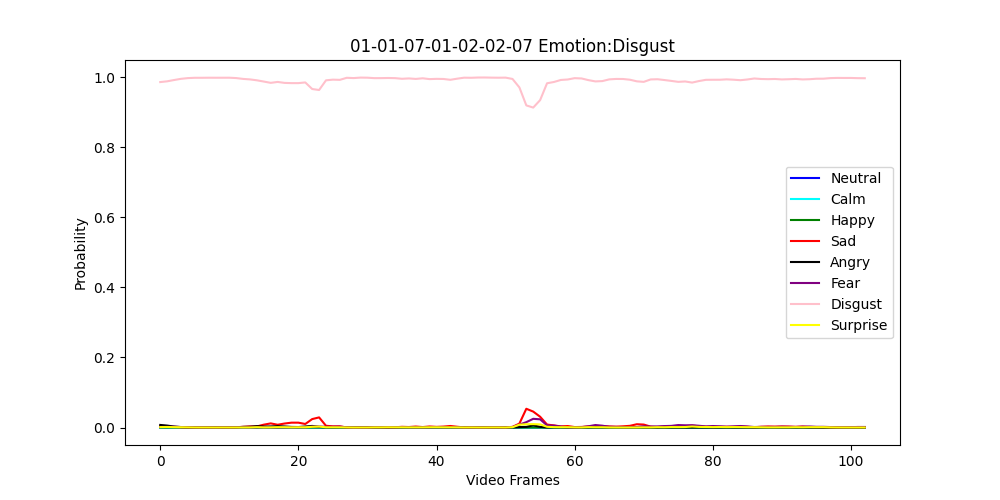 01-01-07-01-02-02-07 Emotion:Disgust
1.0
0.8
0.6
0.4
0.2
0.0
Probability
Neutral
Calm
Happy
Sad
Angry
Fear
Disgust
Surprise
0 20 40 60 80 100
Video Frames